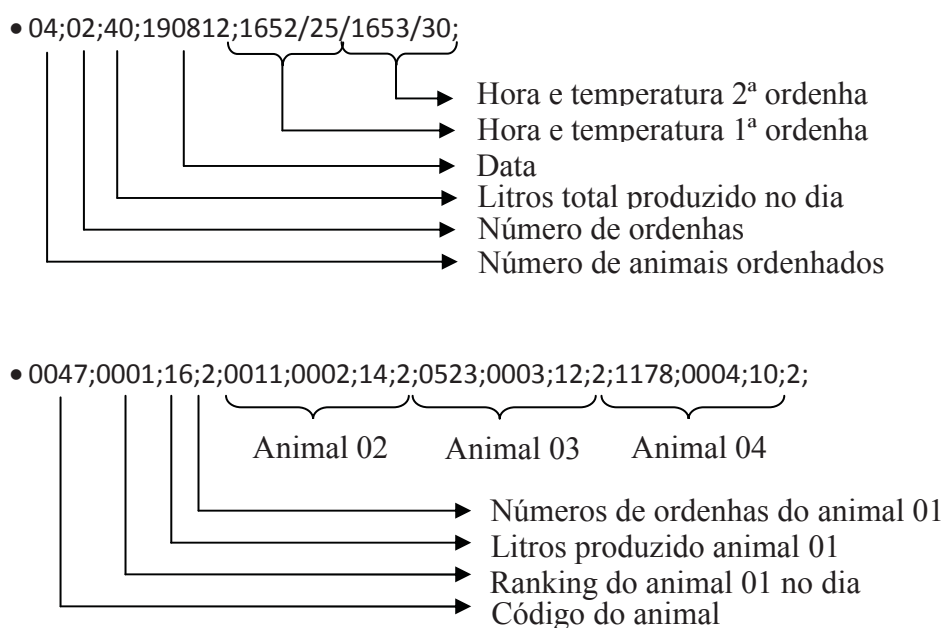 • 04;02;40;190812;1652/25/1653/30;
Hora e temperatura 2ª ordenha
Hora e temperatura 1ª ordenha
Data
Litros total produzido no dia
Número de ordenhas
Número de animais ordenhados
• 0047;0001;16;2;0011;0002;14;2;0523;0003;12;2;1178;0004;10;2;
Animal 02 Animal 03 Animal 04
Números de ordenhas do animal 01
Litros produzido animal 01
Ranking do animal 01 no dia
Código do animal